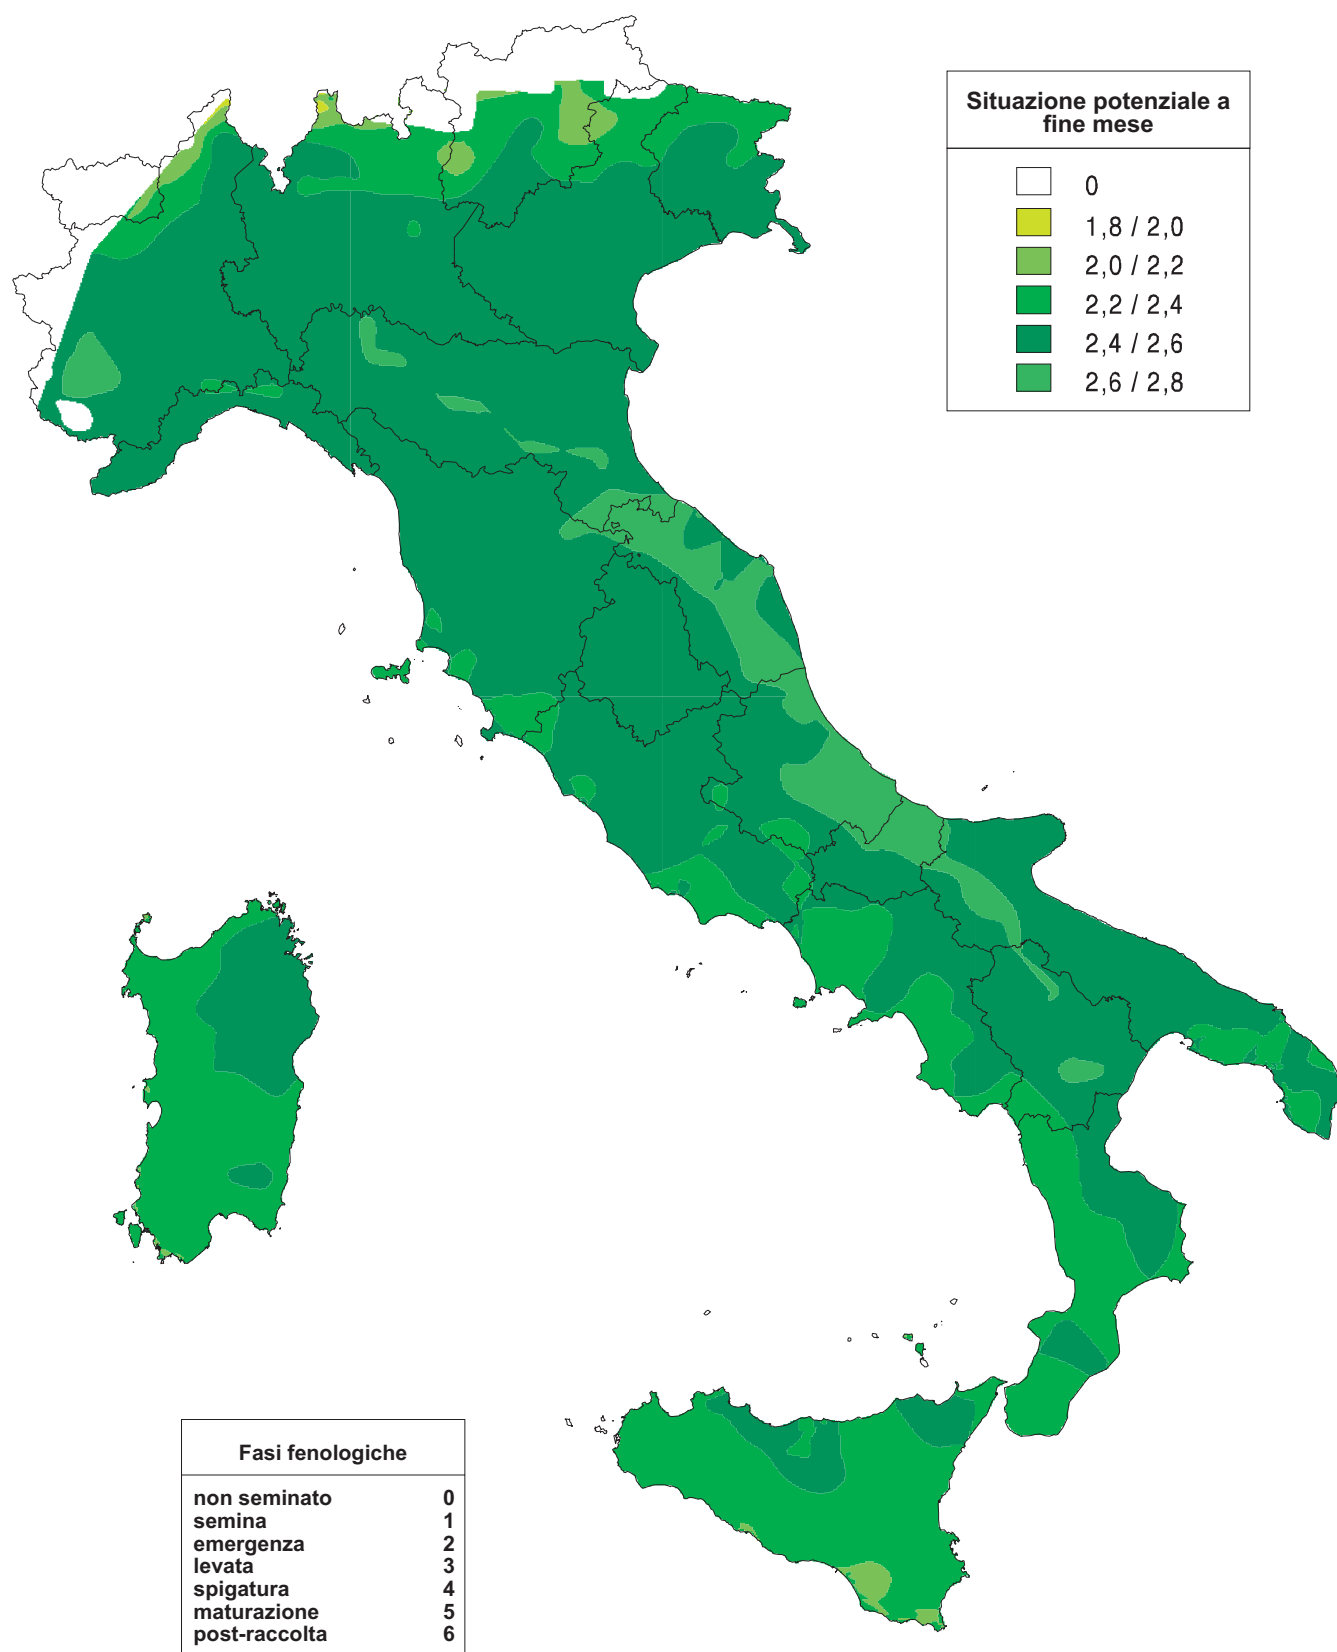 Situazione potenziale a
fine mese
0
1,8 / 2,0
2,0 / 2,2
2,2 / 2,4
2,4 / 2,6
2,6 / 2,8
Fasi fenologiche
non seminato 0
semina 1
emergenza 2
levata 3
spigatura 4
maturazione 5
post-raccolta 6